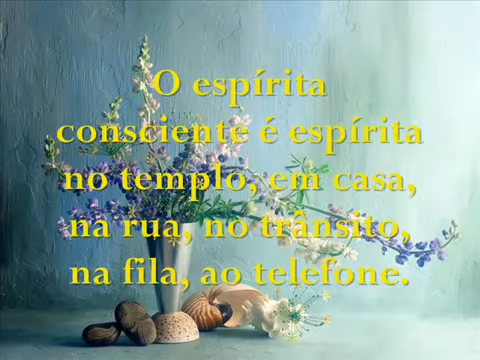 O espírita
consciente é espírita
no templo, em casa,
na rua, no trânsito,
na fila, ao telefone.